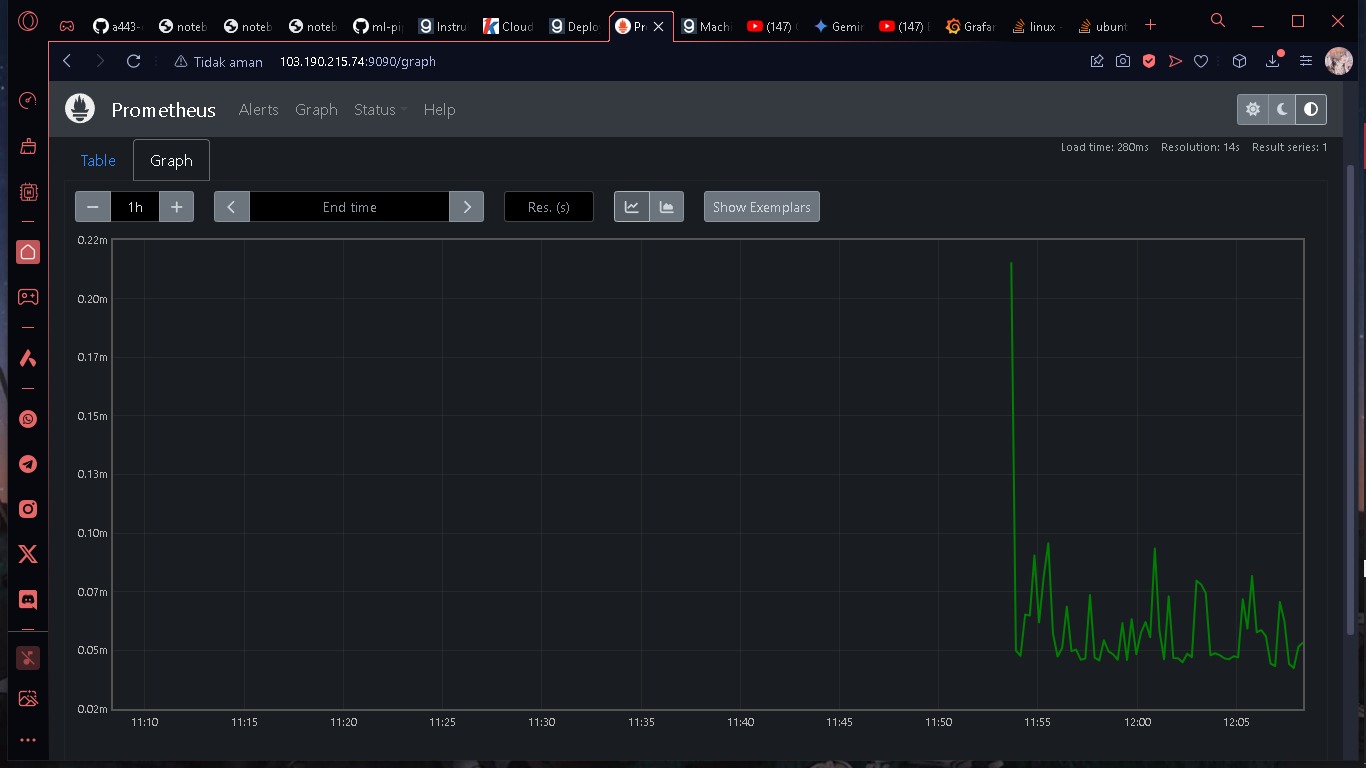 a443-
noteb
noteb
noteb
ml-pip
Instru
Cloud
Deplo
Pr
Machi
(147)
Gemin
(147) E
Grafar
linux -
ubunt
Tidak aman 103.190.215.74:9090/graph
Prometheus Alerts Graph Status Help
Load time: 280ms Resolution: 14s Result series: 1
Table Graph
1h End time Res. (s) Show Exemplars
0.22m
0.20m
0.17m
0.15m
0.13m
0.10m
0.07m
0.05m
0.02m
11:10 11:15 11:20 11:25 11:30 11:35 11:40 11:45 11:50 11:55 12:00 12:05